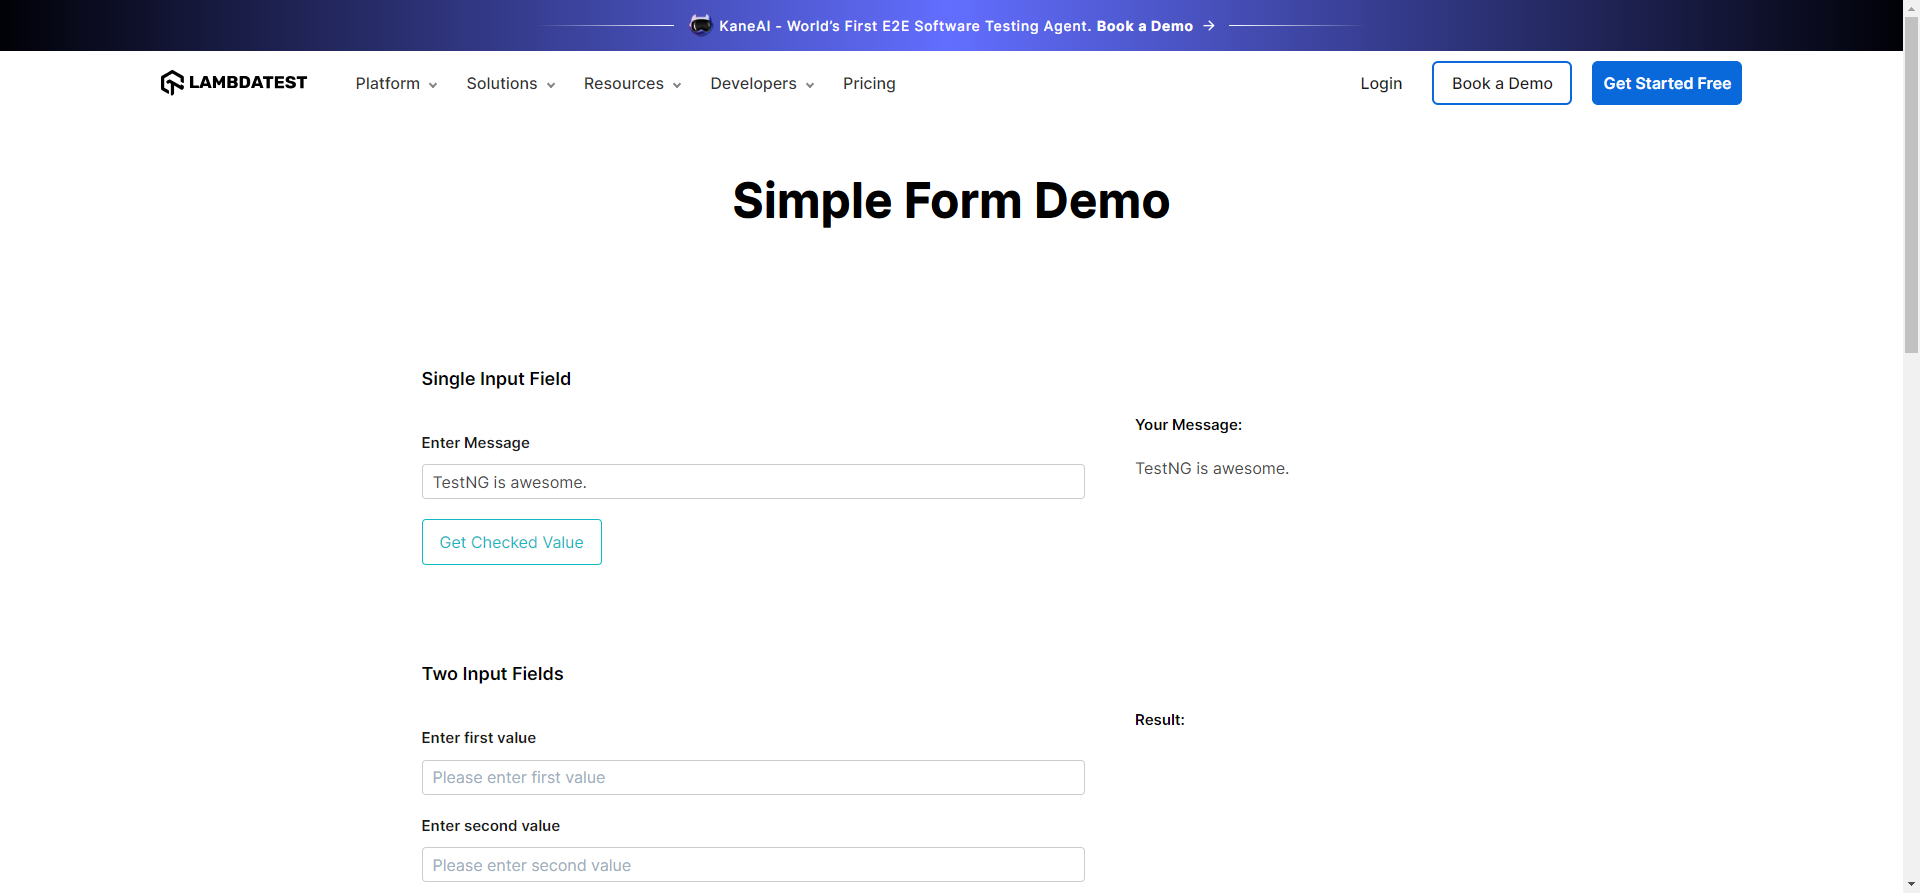 KaneAI - World's First E2E Software Testing Agent. Book a Demo →
LAMBDATEST Platform Solutions Resources Developers Pricing Login Book a Demo Get Started Free
Simple Form Demo
Single Input Field
Your Message:
Enter Message
TestNG is awesome.
TestNG is awesome.
Get Checked Value
Two Input Fields
Result:
Enter first value
Please enter first value
Enter second value
Please enter second value